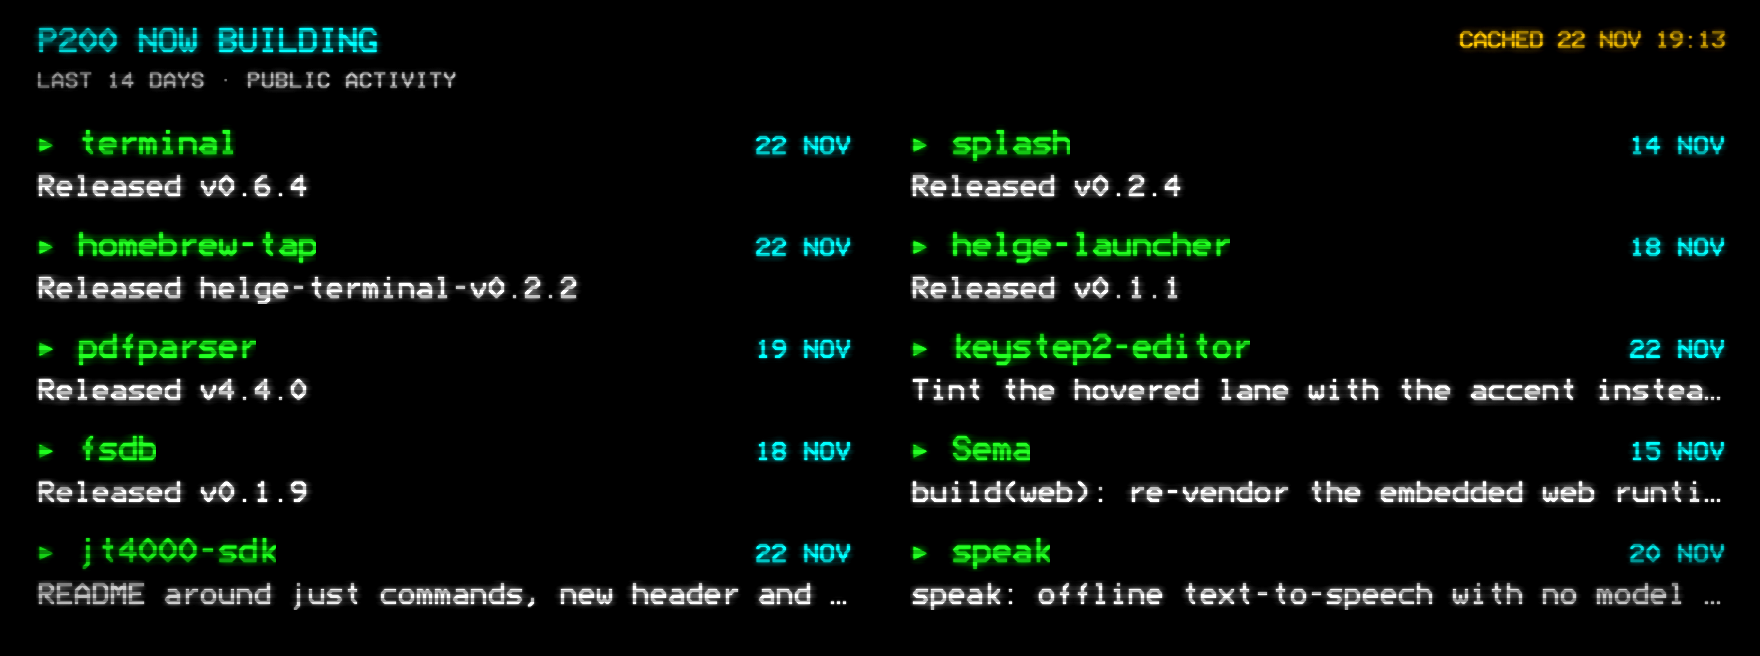 P200 NOW BUILDING
CACHED 22 NOV 19:13
LAST 14 DAYS · PUBLIC ACTIVITY
► terminal 22 NOV
Released v0.6.4
► homebrew-tap 22 NOV
Released helge-terminal-v0.2.2
► pdfparser 19 NOV
Released v4.4.0
► fsdb 18 NOV
Released v0.1.9
► jt4000-sdk 22 NOV
README around just commands, new header and …
► splash 14 NOV
Released v0.2.4
► helge-launcher 18 NOV
Released v0.1.1
► keystep2-editor 22 NOV
Tint the hovered lane with the accent instea…
► Sema 15 NOV
build(web): re-vendor the embedded web runti…
► speak 20 NOV
speak: offline text-to-speech with no model …